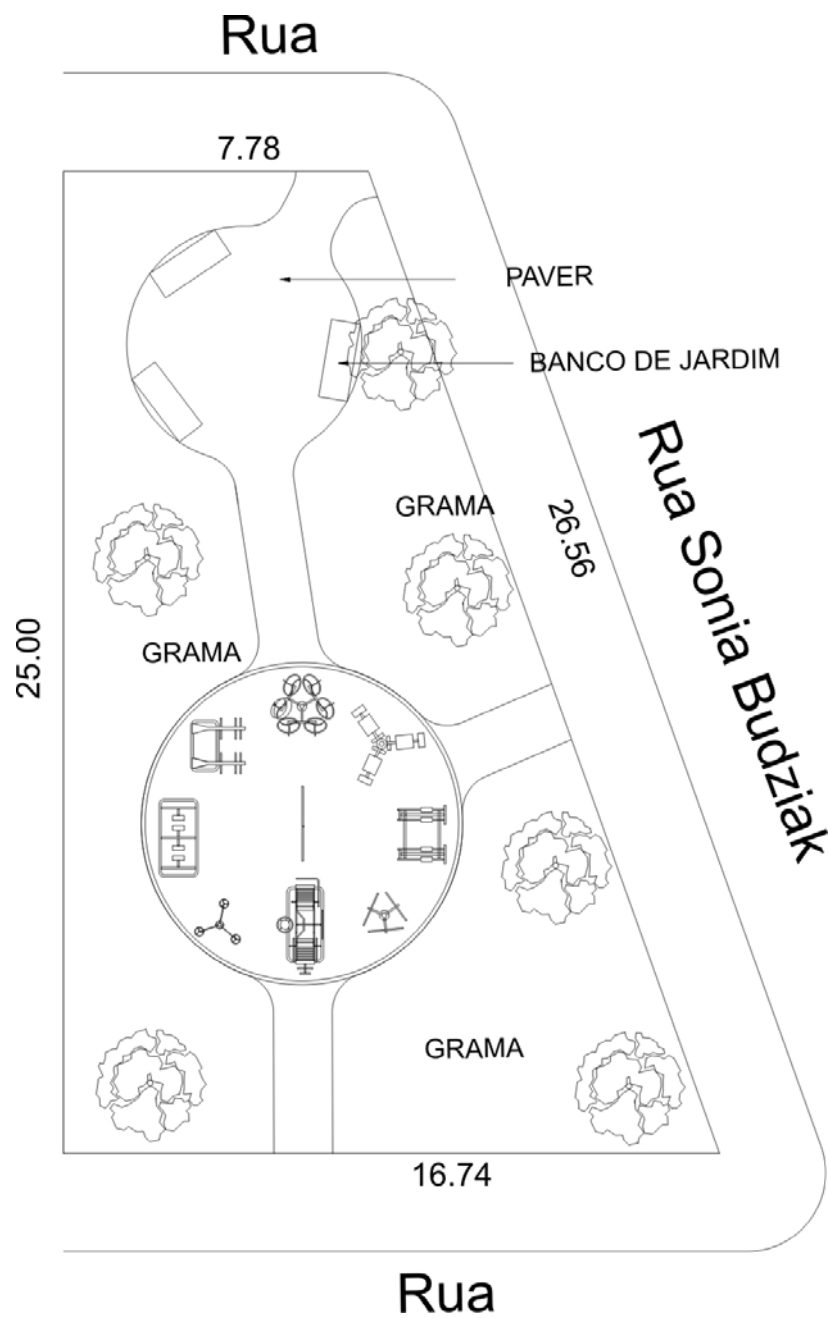 Rua
7.78
PAVER
BANCO DE JARDIM
Rua Sonia Budziak
GRAMA
26.56
25.00
GRAMA
GRAMA
16.74
Rua